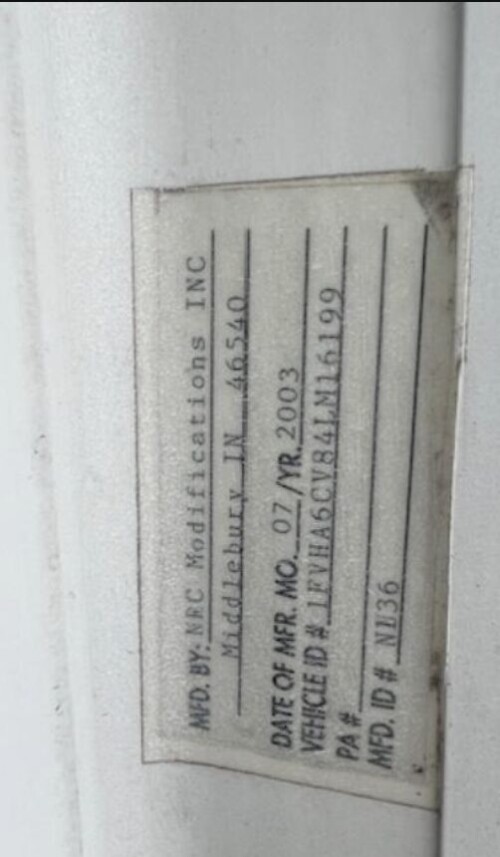 MFD. BY: NRC Modifications INC
Middlebury IN 46540
DATE OF MFR. MO. 07 /YR. 2003
VEHICLE ID # 1FVHA6CV84LM16199
PA #
MFD. ID # NU36